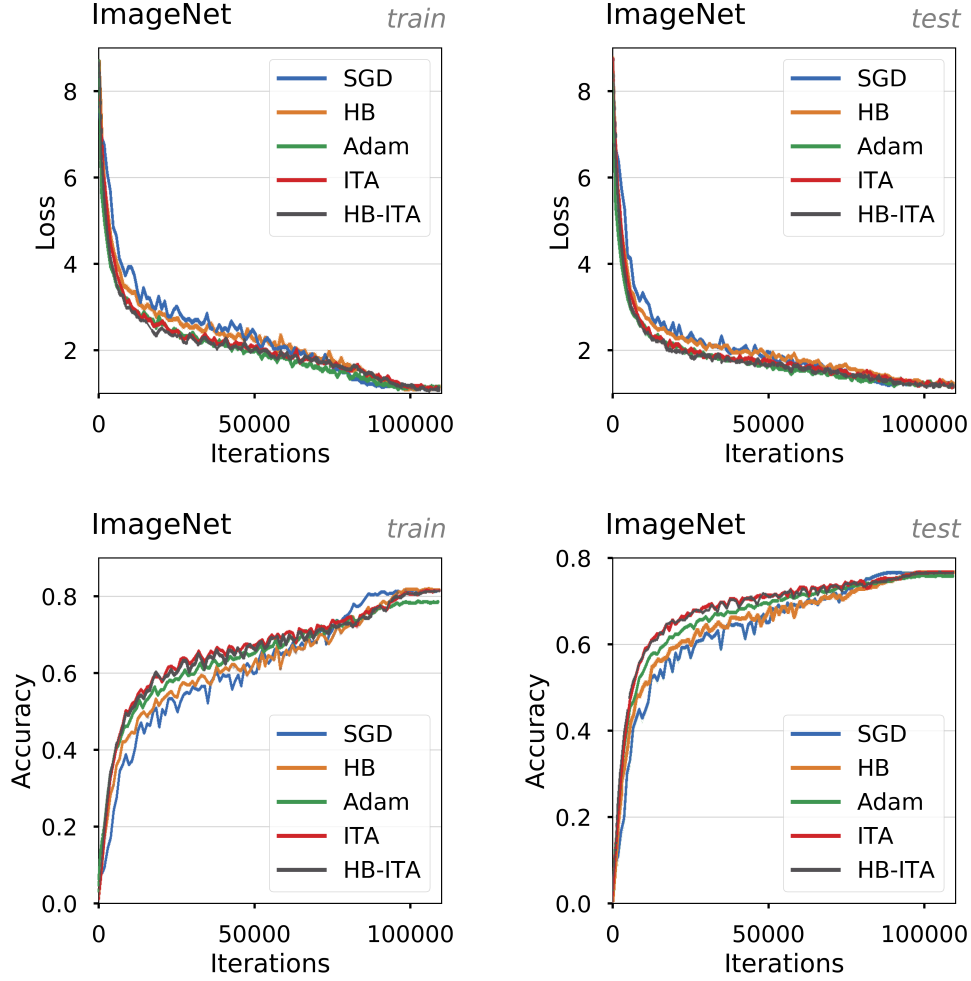 ImageNet train
8
6
4
2
Loss
SGD
HB
Adam
ITA
HB-ITA
0 50000 100000
Iterations
ImageNet test
8
6
4
2
Loss
SGD
HB
Adam
ITA
HB-ITA
0 50000 100000
Iterations
ImageNet train
0.8
0.6
0.4
0.2
0.0
Accuracy
SGD
HB
Adam
ITA
HB-ITA
0 50000 100000
Iterations
ImageNet test
0.8
0.6
0.4
0.2
0.0
Accuracy
SGD
HB
Adam
ITA
HB-ITA
0 50000 100000
Iterations